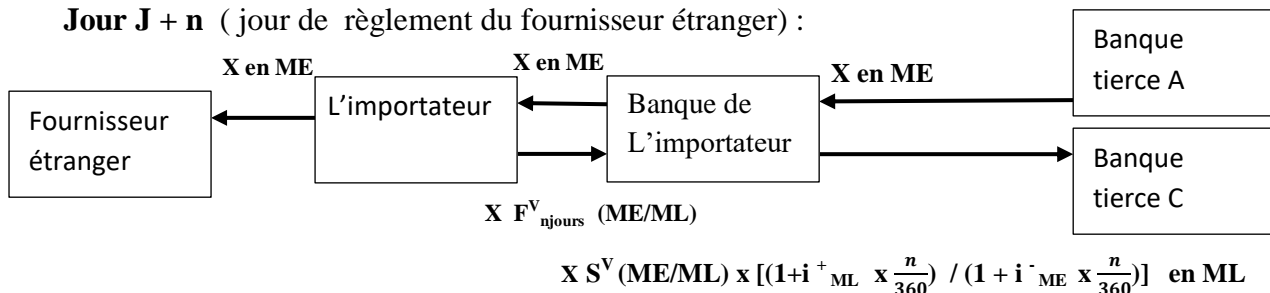 Jour J + n ( jour de règlement du fournisseur étranger) :
X en ME
X en ME
X en ME
Fournisseur
étranger
L'importateur
Banque de
L'importateur
Banque
tierce A
Banque
tierce C
X F^V_njours (ME/ML)
X S^V (ME/ML) x [(1+i^+_ML x n/360) / (1 + i^-_ME x n/360)] en ML